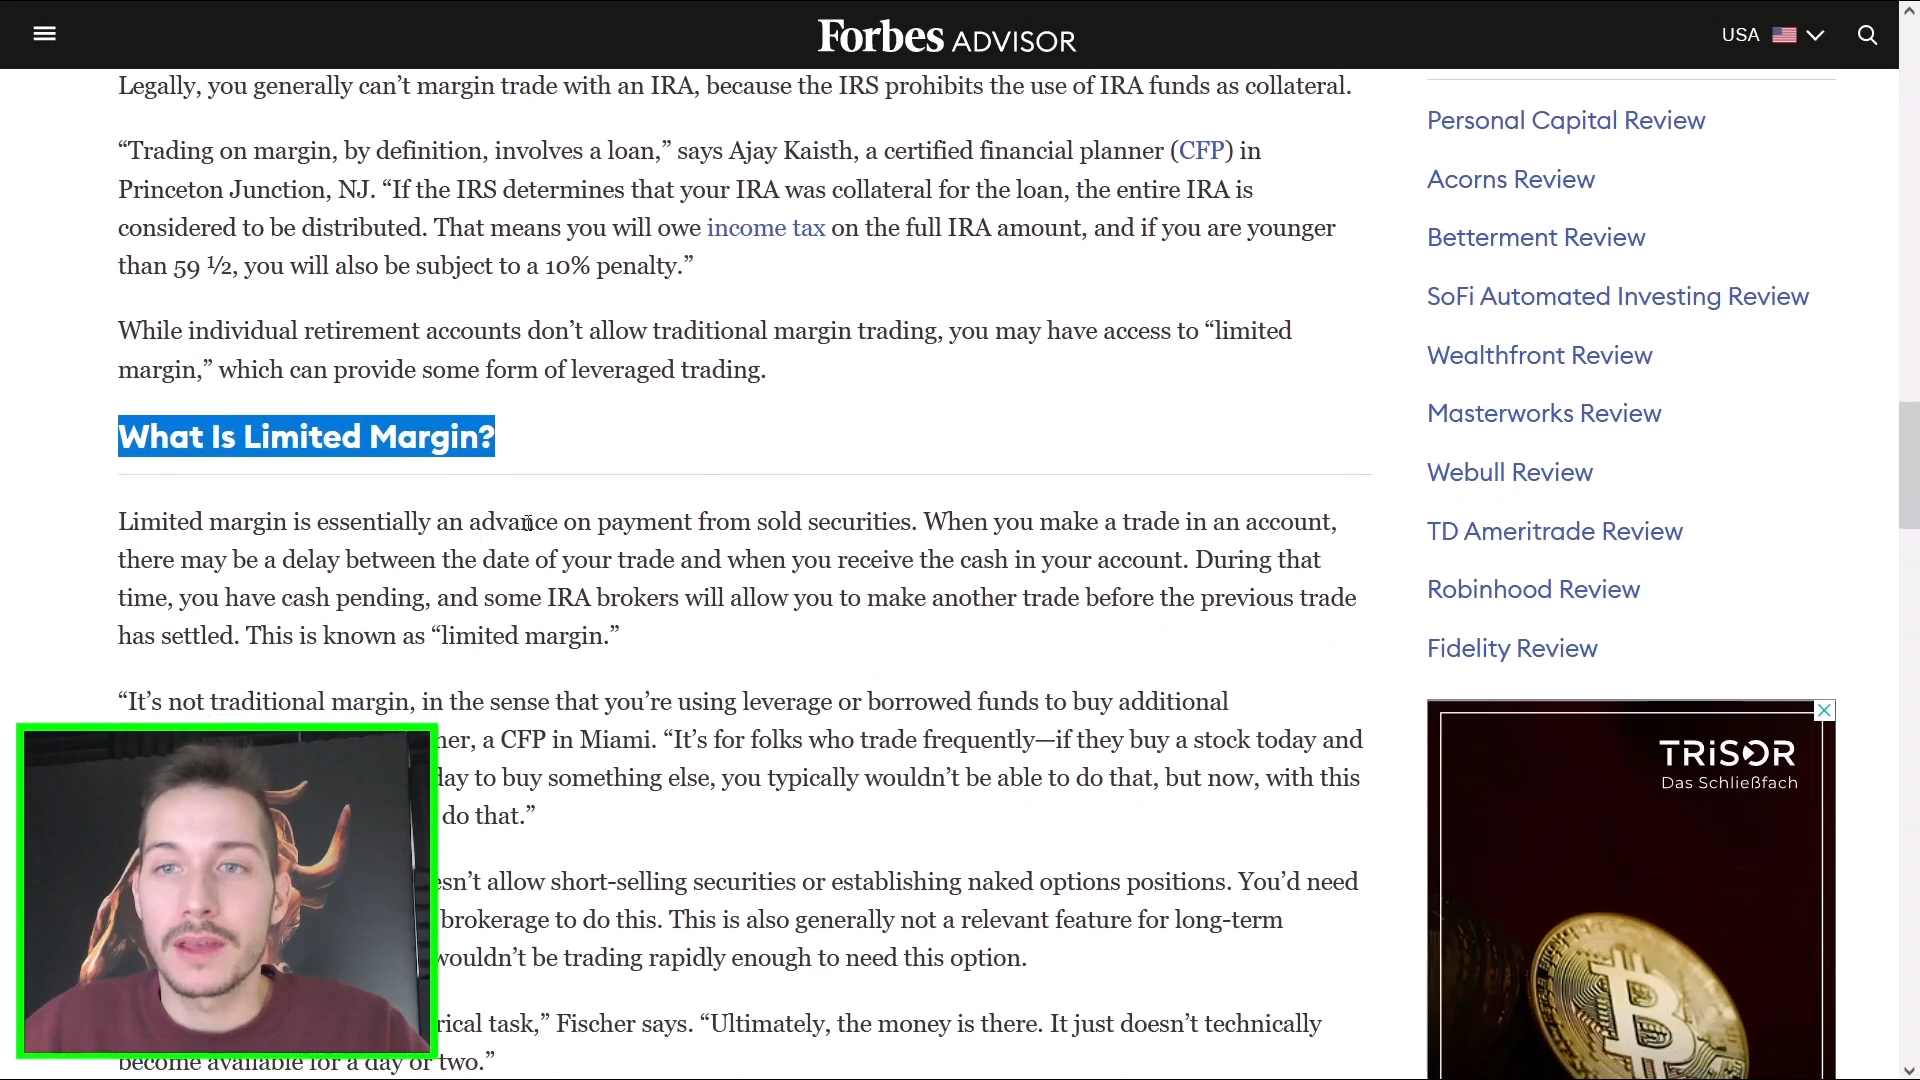 Forbes ADVISOR
USA
Legally, you generally can’t margin trade with an IRA, because the IRS prohibits the use of IRA funds as collateral.
“Trading on margin, by definition, involves a loan,” says Ajay Kaisth, a certified financial planner (CFP) in
Princeton Junction, NJ. “If the IRS determines that your IRA was collateral for the loan, the entire IRA is
considered to be distributed. That means you will owe income tax on the full IRA amount, and if you are younger
than 59 ½, you will also be subject to a 10% penalty.”
While individual retirement accounts don’t allow traditional margin trading, you may have access to “limited
margin,” which can provide some form of leveraged trading.
What Is Limited Margin?
Limited margin is essentially an advance on payment from sold securities. When you make a trade in an account,
there may be a delay between the date of your trade and when you receive the cash in your account. During that
time, you have cash pending, and some IRA brokers will allow you to make another trade before the previous trade
has settled. This is known as “limited margin.”
“It’s not traditional margin, in the sense that you’re using leverage or borrowed funds to buy additional
her, a CFP in Miami. “It’s for folks who trade frequently—if they buy a stock today and
day to buy something else, you typically wouldn’t be able to do that, but now, with this
do that.”
esn’t allow short-selling securities or establishing naked options positions. You’d need
brokerage to do this. This is also generally not a relevant feature for long-term
wouldn’t be trading rapidly enough to need this option.
rical task,” Fischer says. “Ultimately, the money is there. It just doesn’t technically
become available for a day or two.”
Personal Capital Review
Acorns Review
Betterment Review
SoFi Automated Investing Review
Wealthfront Review
Masterworks Review
Webull Review
TD Ameritrade Review
Robinhood Review
Fidelity Review
TRiSOR
Das Schließfach